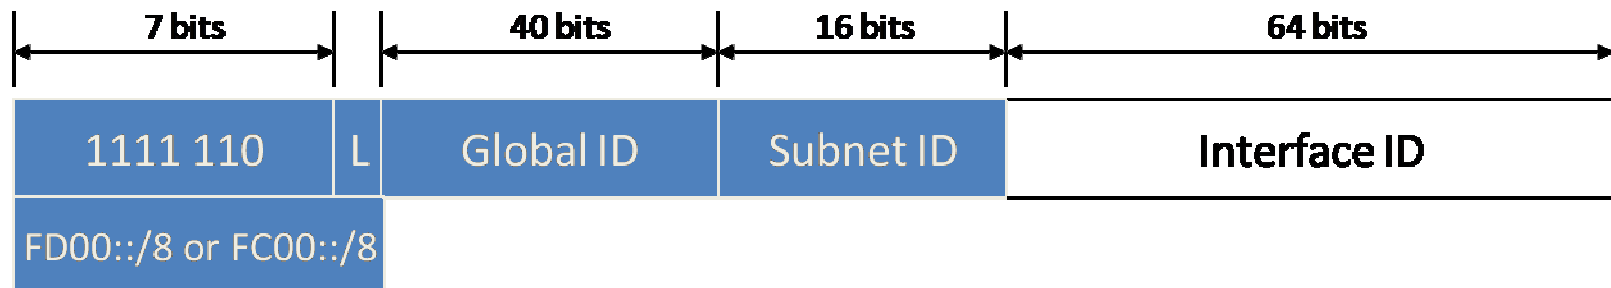 7 bits 40 bits 16 bits 64 bits
1111 110 L Global ID Subnet ID Interface ID
FD00::/8 or FC00::/8